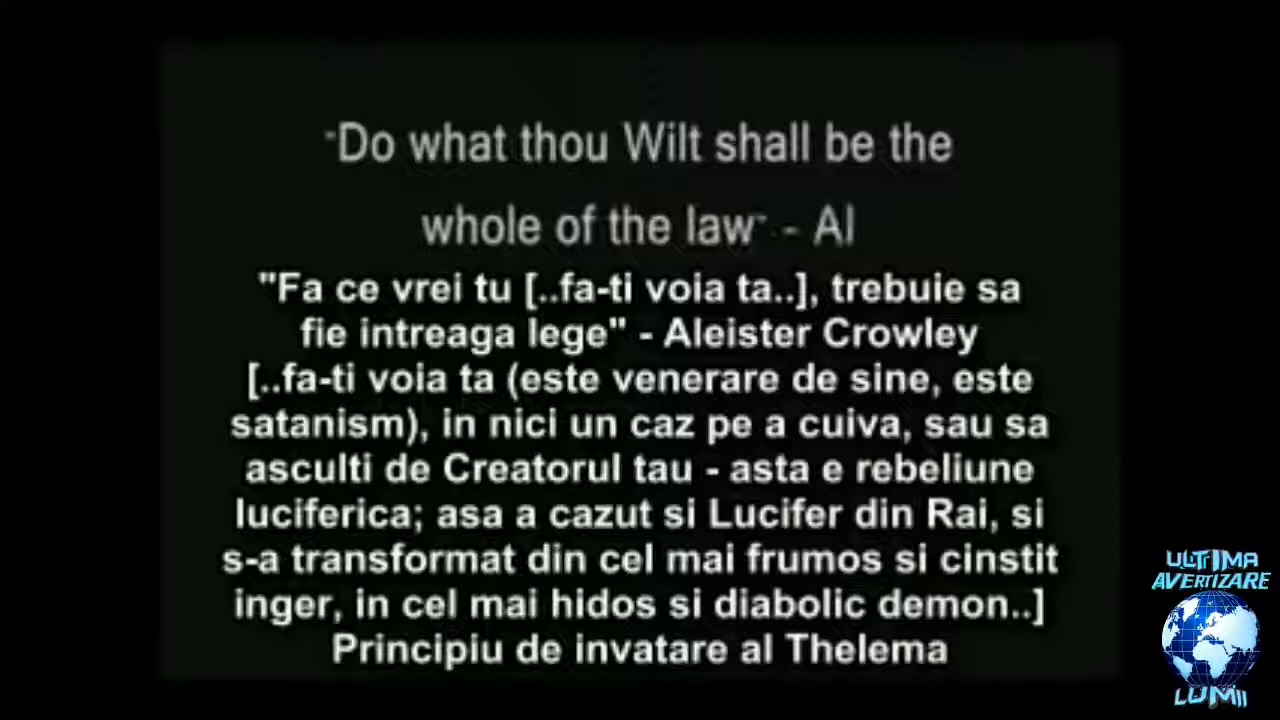 "Do what thou Wilt shall be the
whole of the law" - Al
"Fa ce vrei tu [..fa-ti voia ta..], trebuie sa
fie intreaga lege" - Aleister Crowley
[..fa-ti voia ta (este venerare de sine, este
satanism), in nici un caz pe a cuiva, sau sa
asculti de Creatorul tau - asta e rebeliune
luciferica; asa a cazut si Lucifer din Rai, si
s-a transformat din cel mai frumos si cinstit
inger, in cel mai hidos si diabolic demon..]
Principiu de invatare al Thelema
ULTIMA
AVERTIZARE
LUMII